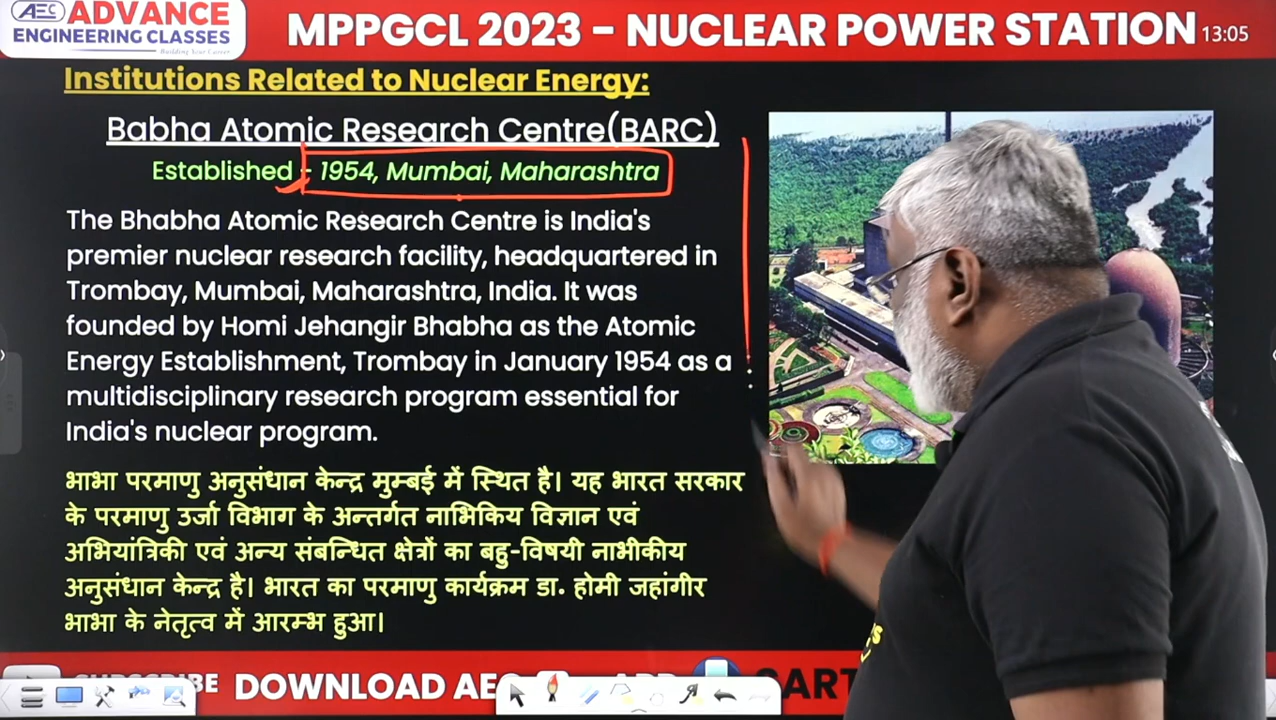 AEC ADVANCE
ENGINEERING CLASSES
Building Your Career
MPPGCL 2023 - NUCLEAR POWER STATION
13:05
Institutions Related to Nuclear Energy:
Babha Atomic Research Centre(BARC)
Established - 1954, Mumbai, Maharashtra
The Bhabha Atomic Research Centre is India's
premier nuclear research facility, headquartered in
Trombay, Mumbai, Maharashtra, India. It was
founded by Homi Jehangir Bhabha as the Atomic
Energy Establishment, Trombay in January 1954 as a
multidisciplinary research program essential for
India's nuclear program.
भाभा परमाणु अनुसंधान केन्द्र मुम्बई में स्थित है। यह भारत सरकार
के परमाणु उर्जा विभाग के अन्तर्गत नाभिकिय विज्ञान एवं
अभियांत्रिकी एवं अन्य संबन्धित क्षेत्रों का बहु-विषयी नाभीकीय
अनुसंधान केन्द्र है। भारत का परमाणु कार्यक्रम डा. होमी जहांगीर
भाभा के नेतृत्व में आरम्भ हुआ।
DOWNLOAD